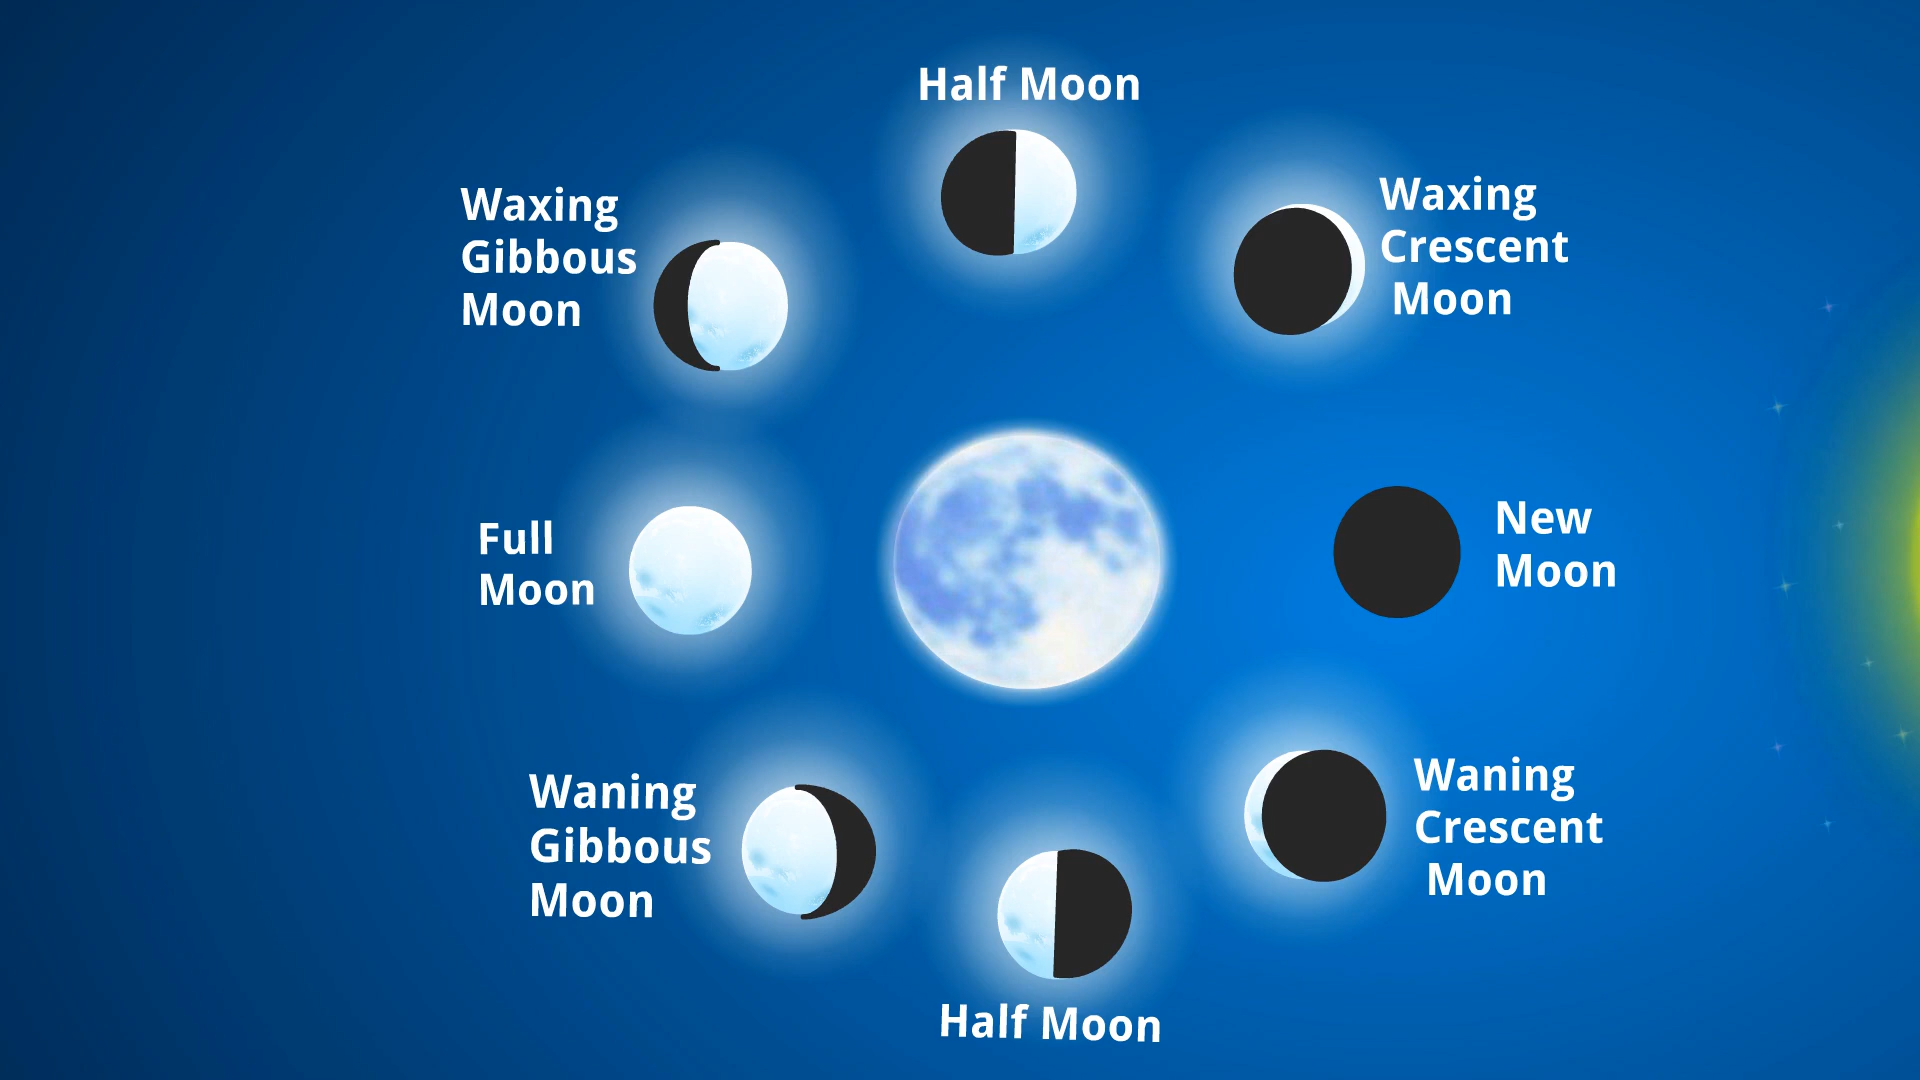 Half Moon
Waxing
Gibbous
Moon
Waxing
Crescent
Moon
Full
Moon
New
Moon
Waning
Gibbous
Moon
Waning
Crescent
Moon
Half Moon